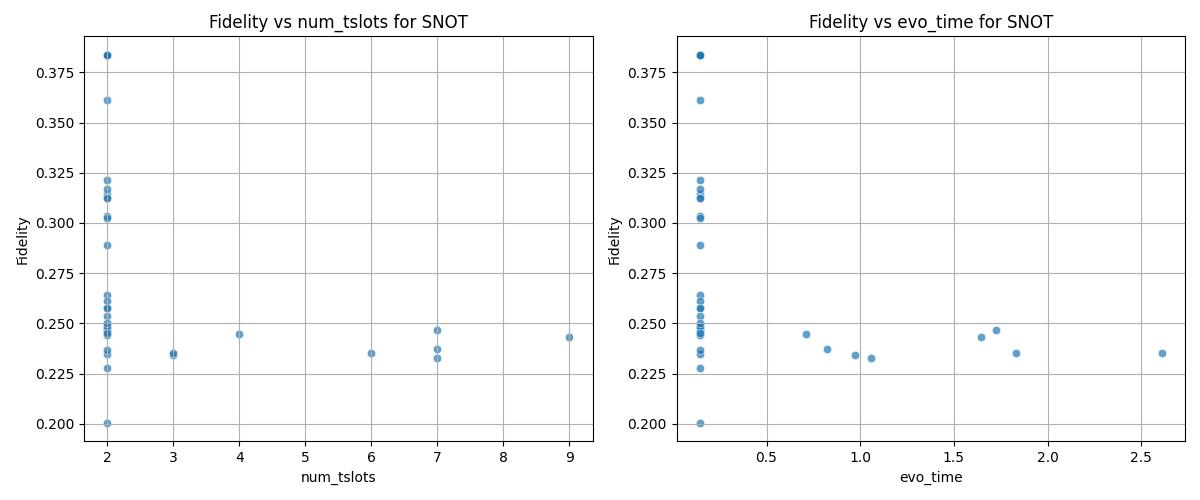 Fidelity vs num_tslots for SNOT
Fidelity
0.375
0.350
0.325
0.300
0.275
0.250
0.225
0.200
2 3 4 5 6 7 8 9
num_tslots
Fidelity vs evo_time for SNOT
Fidelity
0.375
0.350
0.325
0.300
0.275
0.250
0.225
0.200
0.5 1.0 1.5 2.0 2.5
evo_time